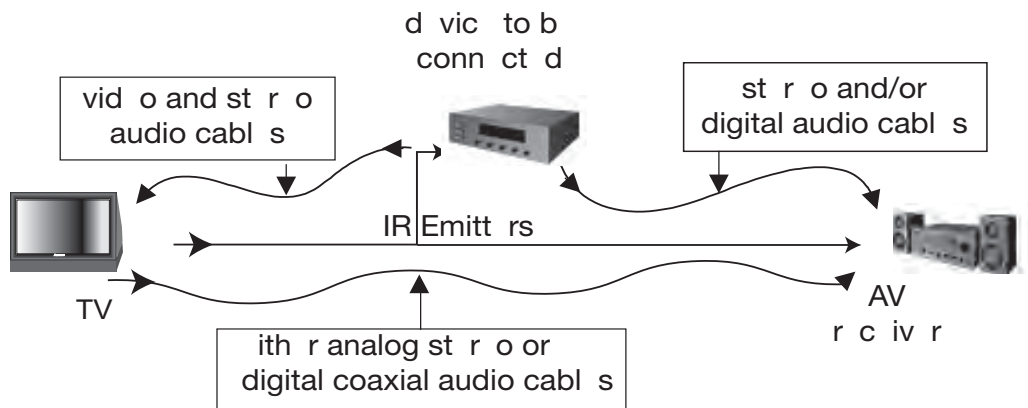 d  vic  to b
conn  ct  d
vid  o and st  r  o
audio cabl  s
st  r  o and/or
digital audio cabl  s
IR Emitt  rs
TV
AV
r  c  iv  r
ith  r analog st  r  o or
digital coaxial audio cabl  s